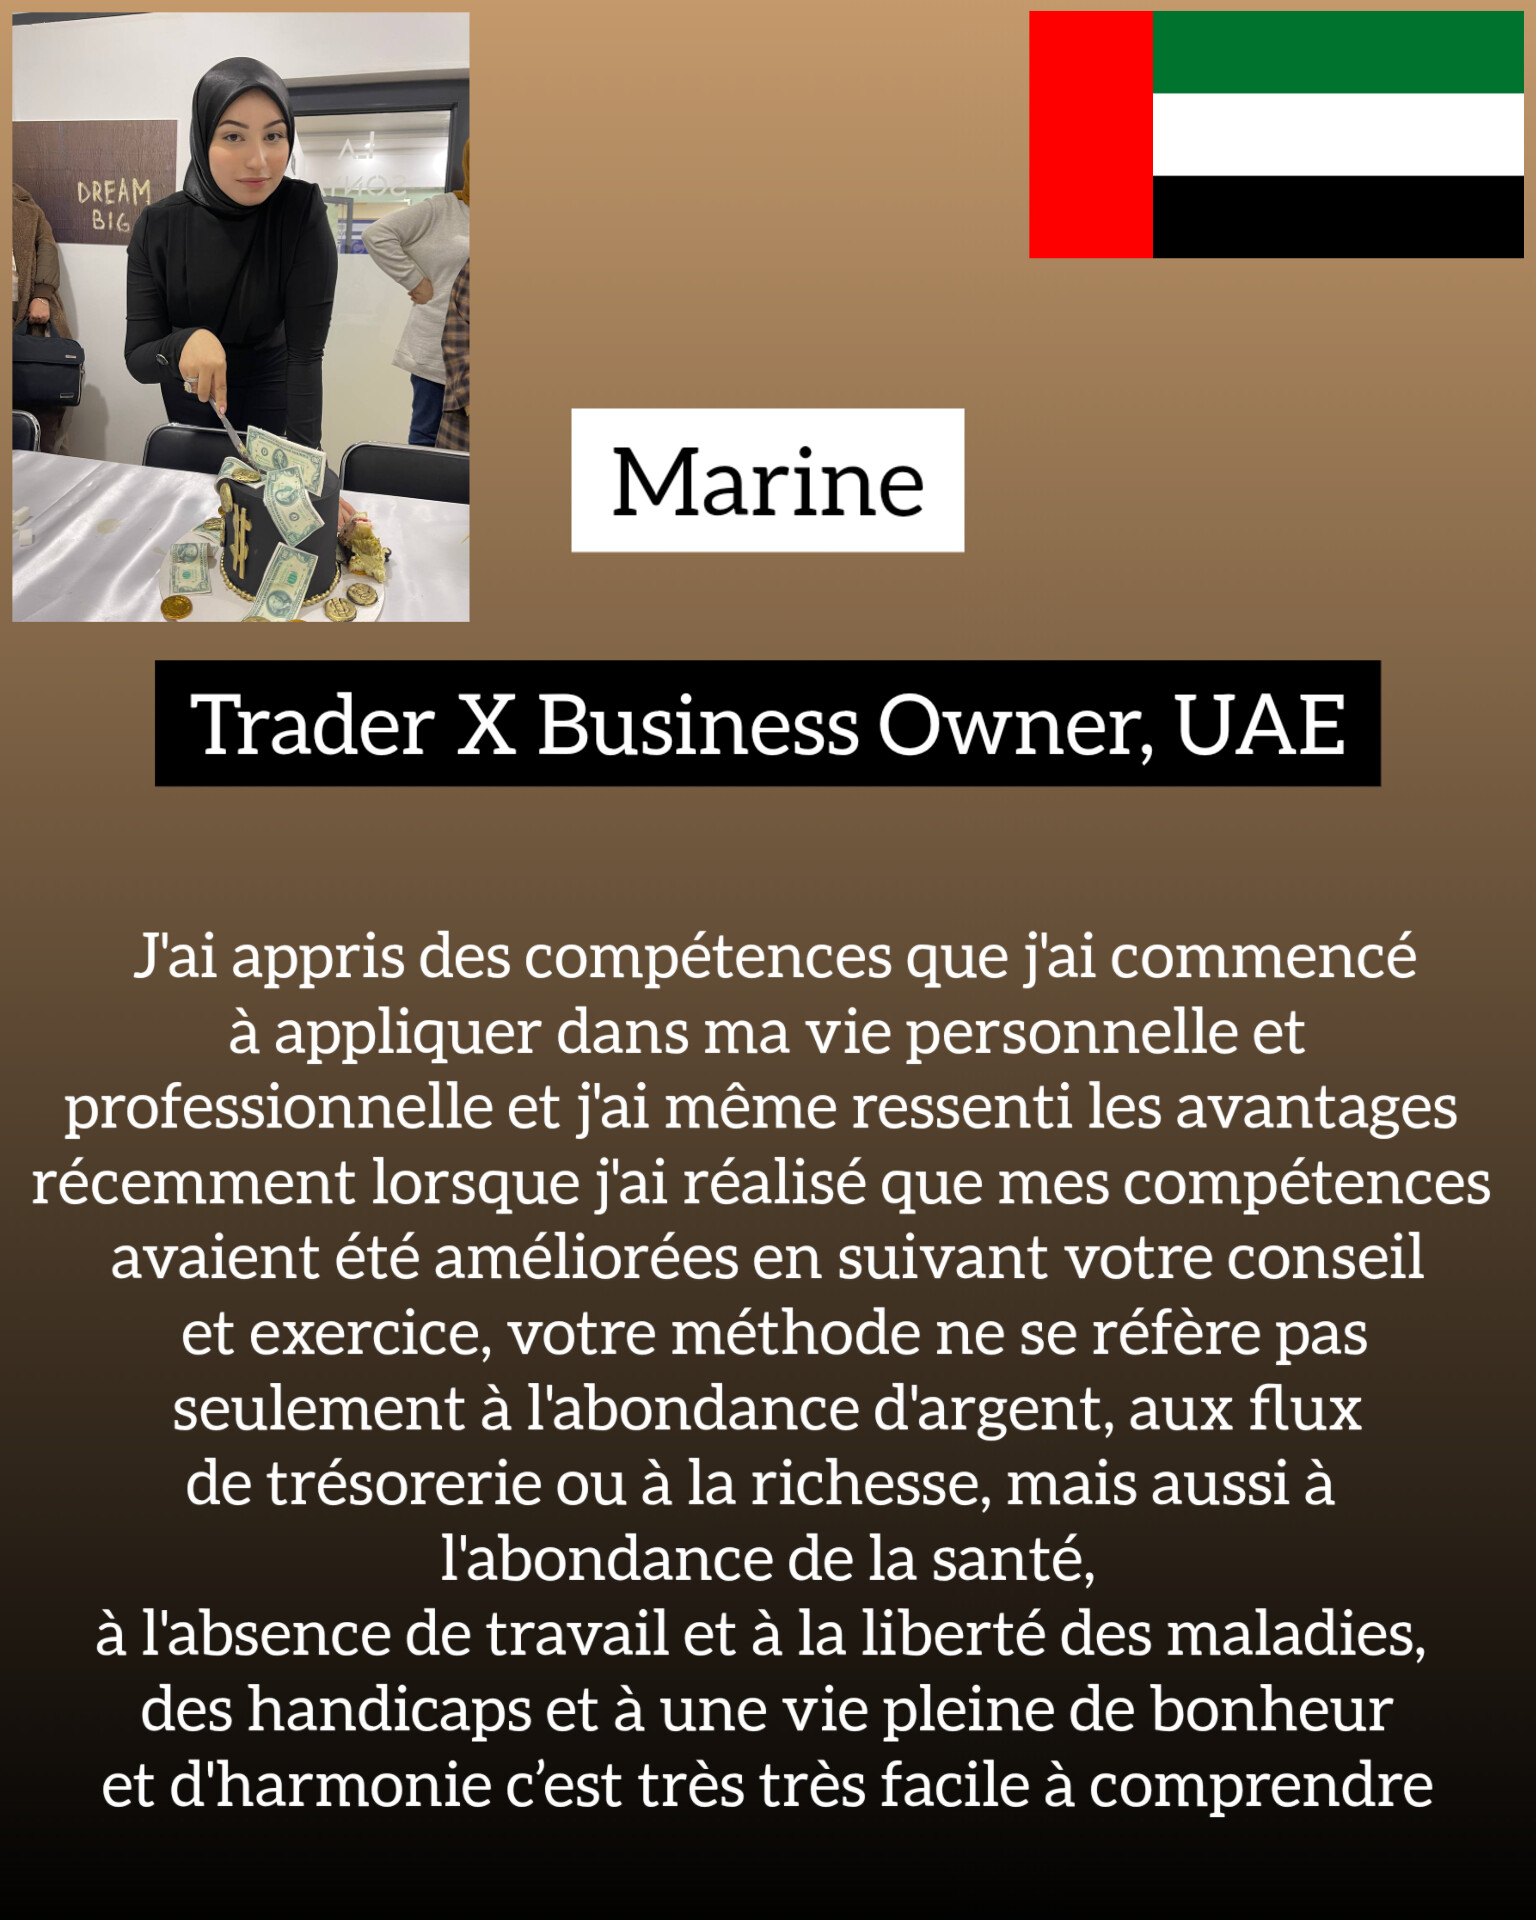 DREAM
BIG
Marine
Trader X Business Owner, UAE
J'ai appris des compétences que j'ai commencé
à appliquer dans ma vie personnelle et
professionnelle et j'ai même ressenti les avantages
récemment lorsque j'ai réalisé que mes compétences
avaient été améliorées en suivant votre conseil
et exercice, votre méthode ne se réfère pas
seulement à l'abondance d'argent, aux flux
de trésorerie ou à la richesse, mais aussi à
l'abondance de la santé,
à l'absence de travail et à la liberté des maladies,
des handicaps et à une vie pleine de bonheur
et d'harmonie c’est très très facile à comprendre